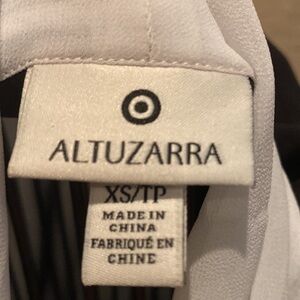 ALTUZARRA
XS/TP
MADE IN
CHINA
FABRIQUÉ EN
CHINE